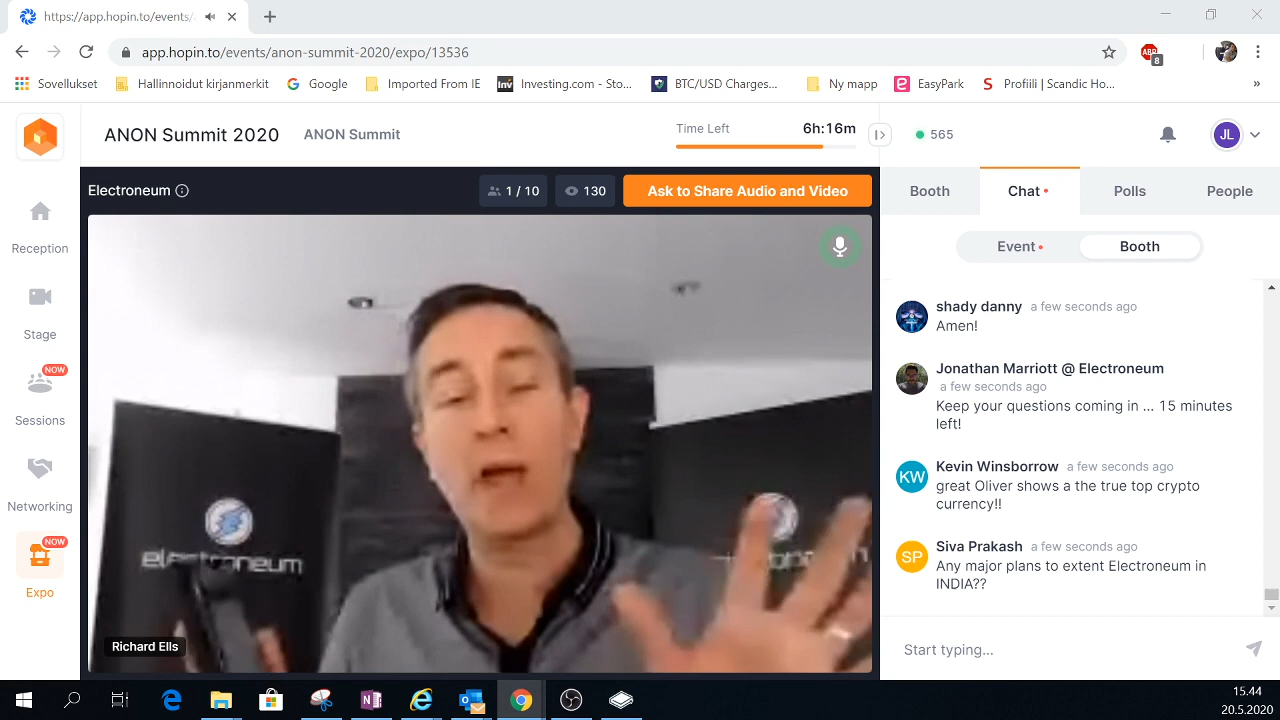 https://app.hopin.to/events/
app.hopin.to/events/anon-summit-2020/expo/13536
ABP
8
Sovellukset
Hallinnoidut kirjanmerkit
Google
Imported From IE
Inv
Investing.com - Sto...
BTC/USD Charges...
Ny mapp
EasyPark
Profiili | Scandic Ho...
»
ANON Summit 2020
ANON Summit
Time Left
6h:16m
565
JL
Electroneum
1 / 10
130
Ask to Share Audio and Video
Booth
Chat
Polls
People
Event
Booth
Reception
Stage
NOW
Sessions
Networking
NOW
Expo
electroneum
Richard Ells
shady danny a few seconds ago
Amen!
Jonathan Marriott @ Electroneum
a few seconds ago
Keep your questions coming in ... 15 minutes
left!
KW
Kevin Winsborrow a few seconds ago
great Oliver shows a the true top crypto
currency!!
SP
Siva Prakash a few seconds ago
Any major plans to extent Electroneum in
INDIA??
Start typing...
15.44
20.5.2020